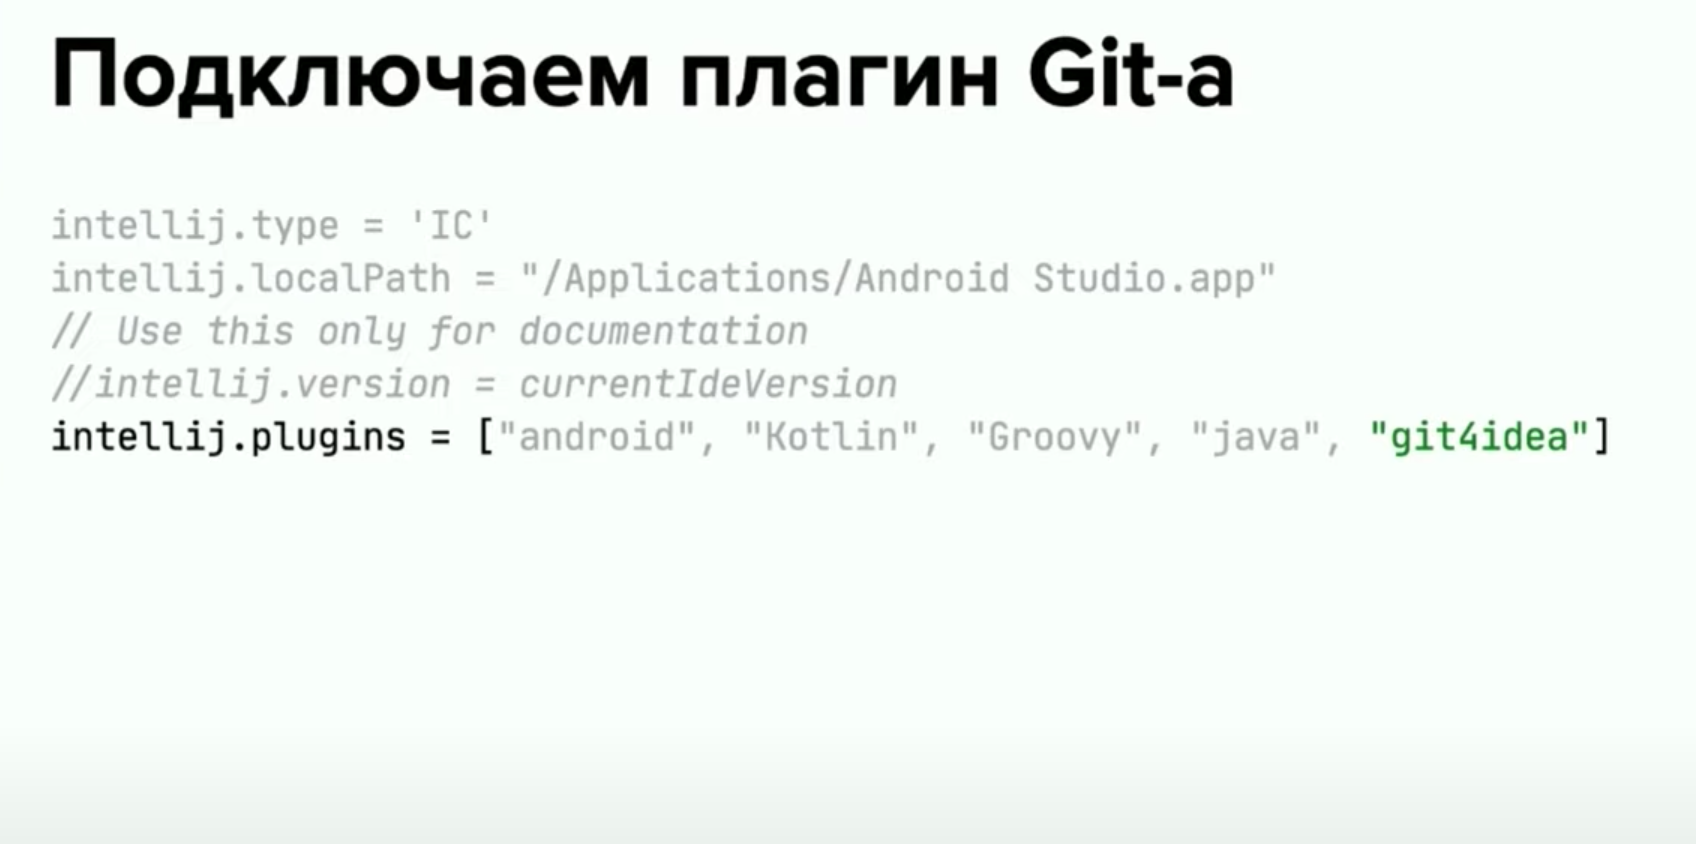 Подключаем плагин Git-а
intellij.type = 'IC'
intellij.localPath = "/Applications/Android Studio.app"
// Use this only for documentation
//intellij.version = currentIdeVersion
intellij.plugins = ["android", "Kotlin", "Groovy", "java", "git4idea"]